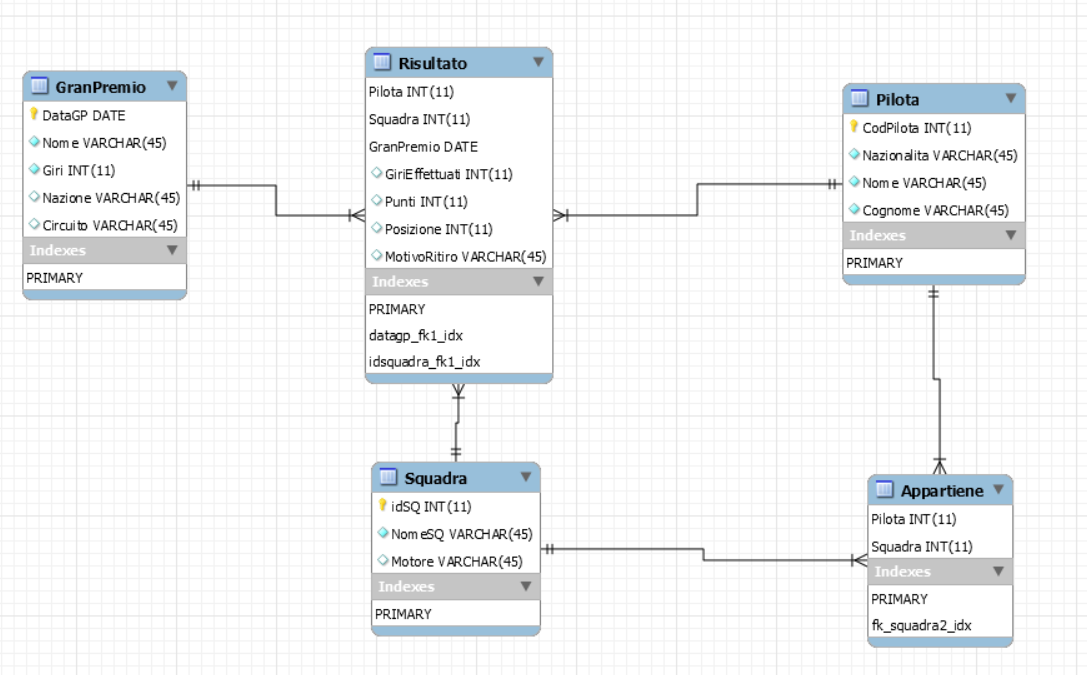 GranPremio
DataGP DATE
Nome VARCHAR(45)
Giri INT(11)
Nazione VARCHAR(45)
Circuito VARCHAR(45)
Indexes
PRIMARY
Risultato
Pilota INT(11)
Squadra INT(11)
GranPremio DATE
GiriEffettuati INT(11)
Punti INT(11)
Posizione INT(11)
MotivoRitiro VARCHAR(45)
Indexes
PRIMARY
datagp_fk1_idx
idsquadra_fk1_idx
Pilota
CodPilota INT(11)
Nazionalita VARCHAR(45)
Nome VARCHAR(45)
Cognome VARCHAR(45)
Indexes
PRIMARY
Squadra
idSQ INT(11)
NomeSQ VARCHAR(45)
Motore VARCHAR(45)
Indexes
PRIMARY
Appartiene
Pilota INT(11)
Squadra INT(11)
Indexes
PRIMARY
fk_squadra2_idx